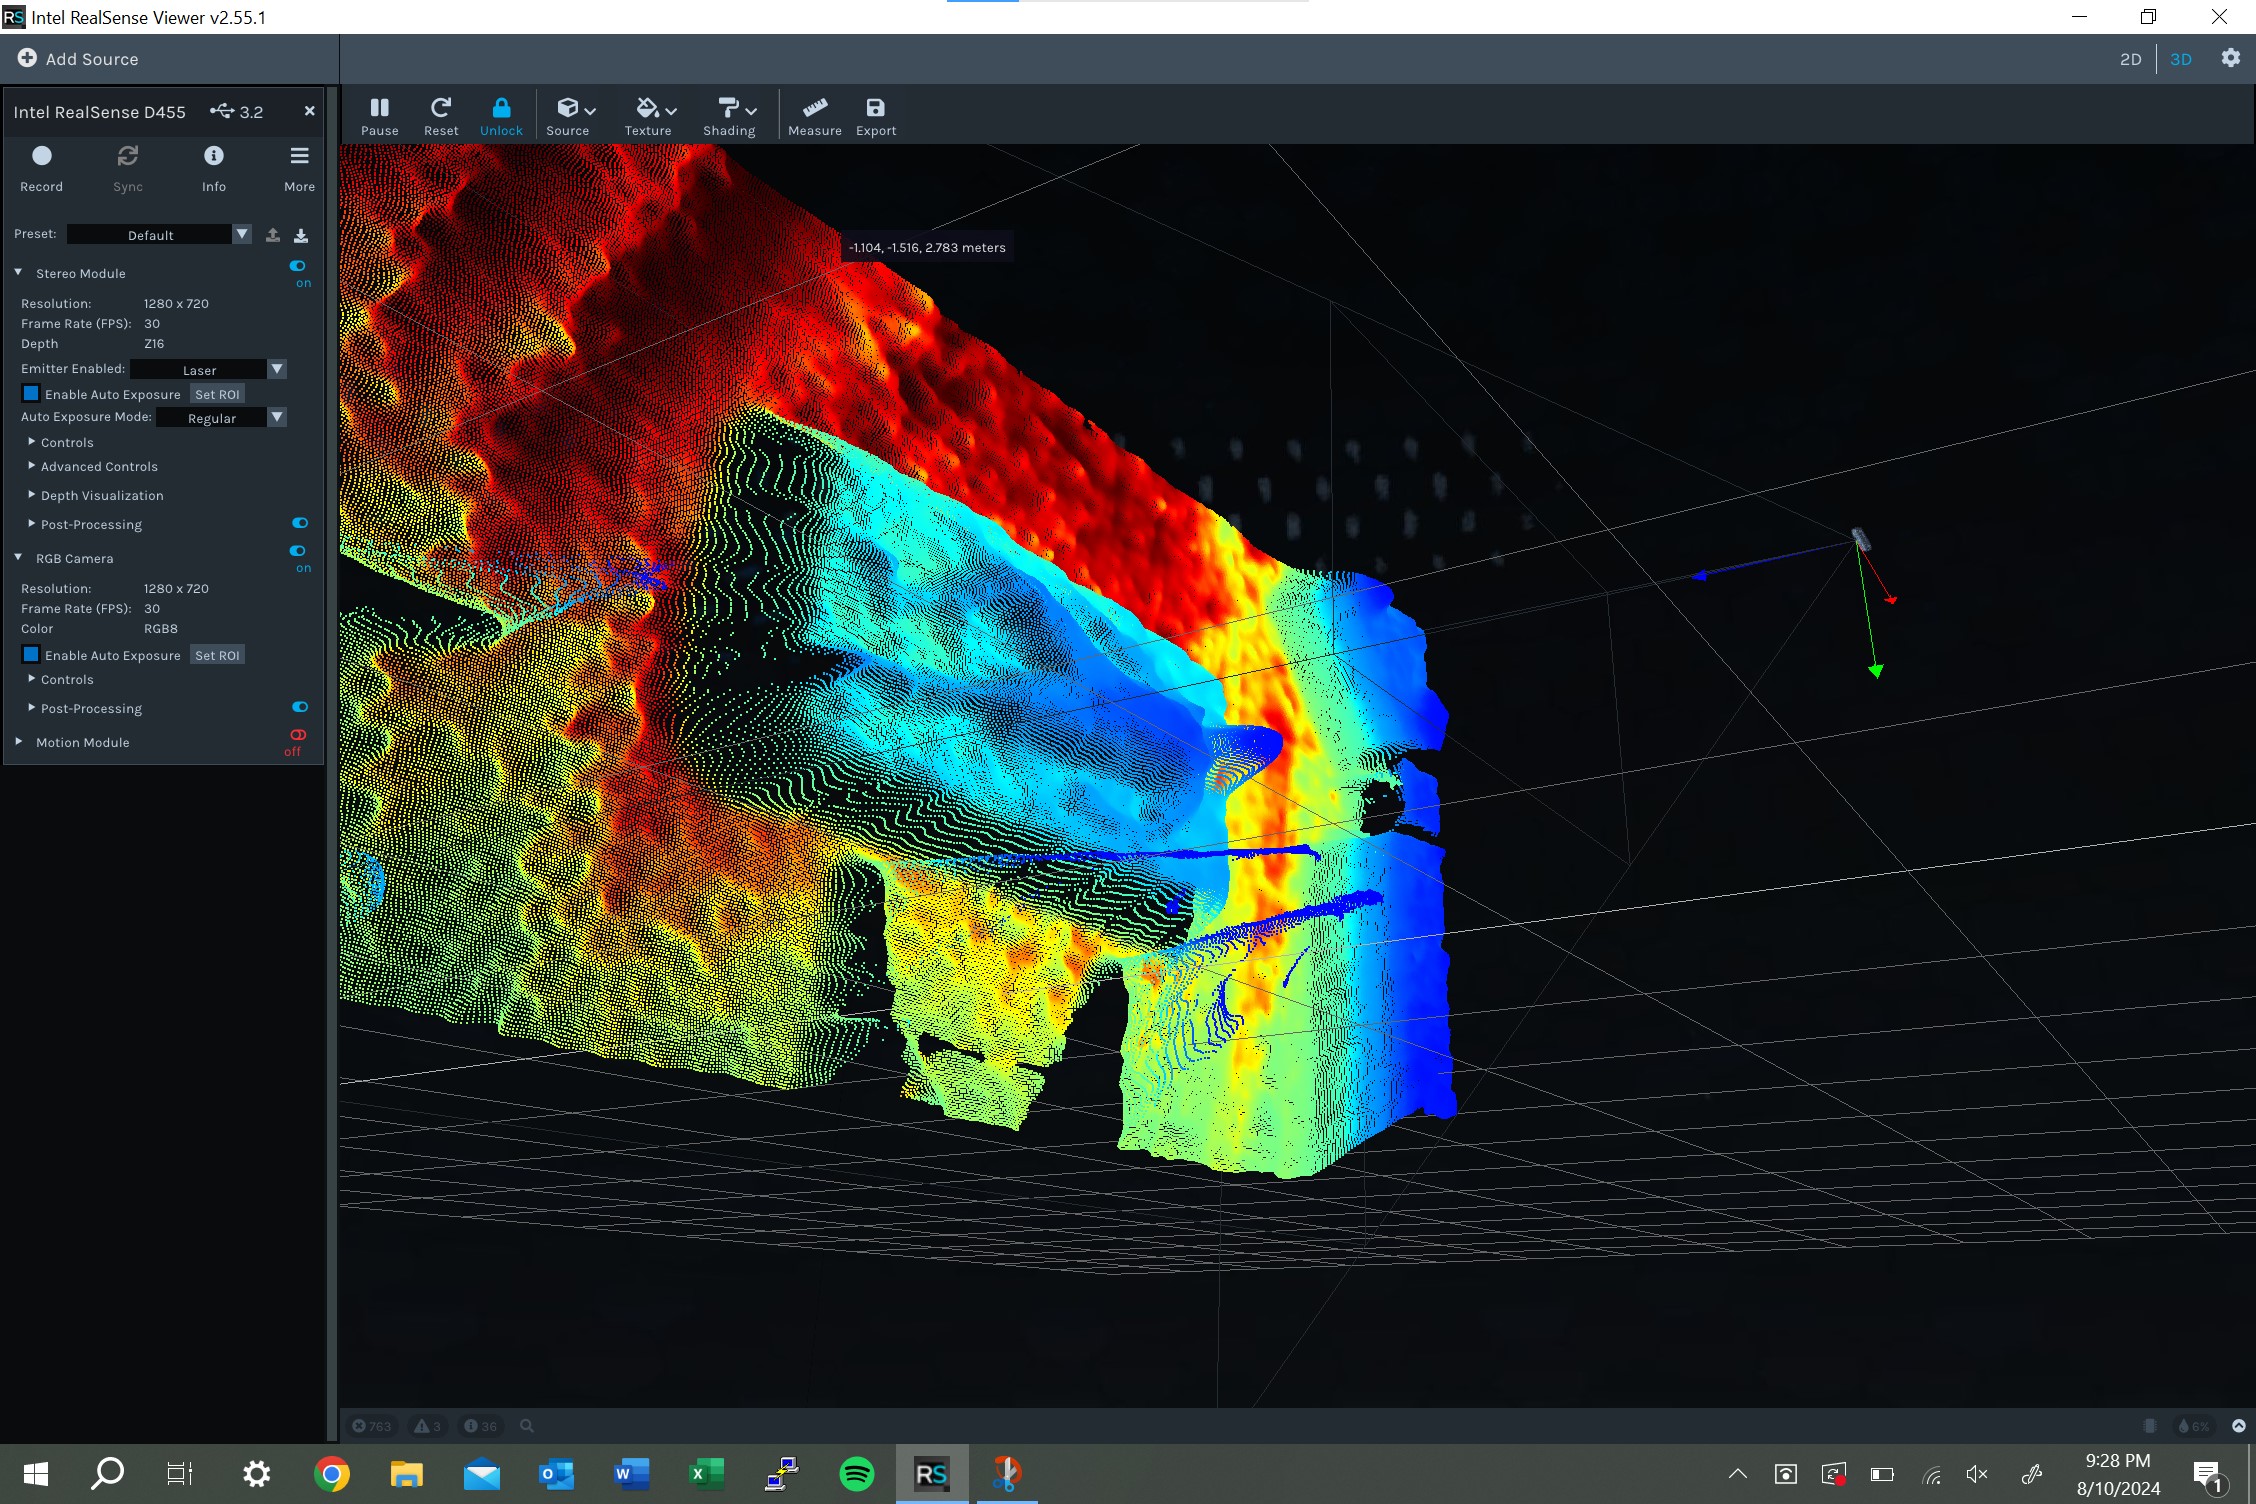 RS Intel RealSense Viewer v2.55.1
Add Source
2D 3D
Intel RealSense D455 3.2
Pause Reset Unlock Source Texture Shading Measure Export
Record Sync Info More
Preset: Default
Stereo Module on
Resolution: 1280 x 720
Frame Rate (FPS): 30
Depth Z16
Emitter Enabled: Laser
Enable Auto Exposure Set ROI
Auto Exposure Mode: Regular
Controls
Advanced Controls
Depth Visualization
Post-Processing
RGB Camera on
Resolution: 1280 x 720
Frame Rate (FPS): 30
Color RGB8
Enable Auto Exposure Set ROI
Controls
Post-Processing
Motion Module off
-1.104, -1.516, 2.783 meters
763 3 36
6%
RS
9:28 PM
8/10/2024
1